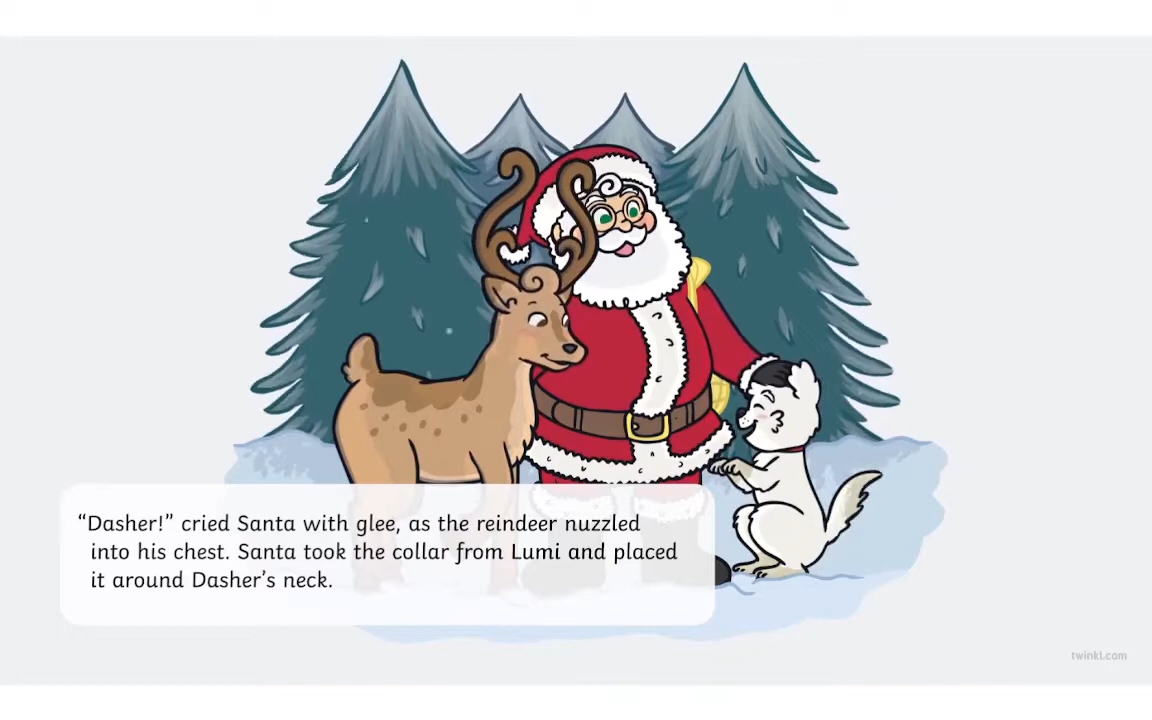 “Dasher!” cried Santa with glee, as the reindeer nuzzled
into his chest. Santa took the collar from Lumi and placed
it around Dasher’s neck.
twinkl.com